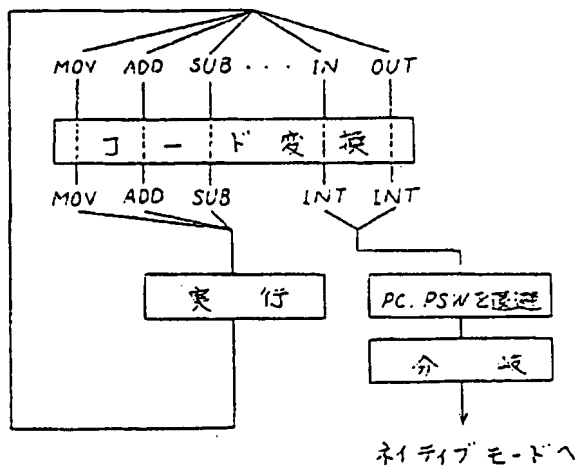 MOV ADD SUB ... IN OUT
コード変換
MOV ADD SUB INT INT
実行
PC.PSWを退避
分岐
ネイティブモードへ